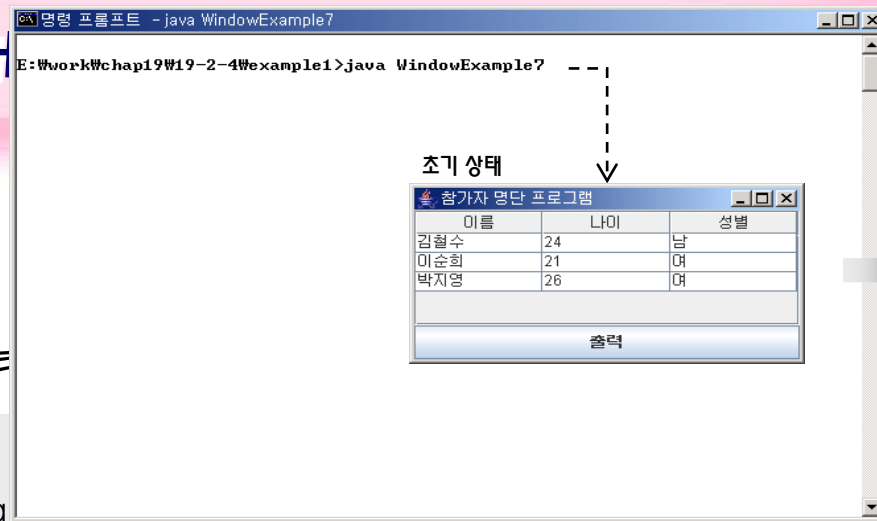 명령 프롬프트 - java WindowExample7
E:₩work₩chap19₩19-2-4₩example1>java WindowExample7
초기 상태
참가자 명단 프로그램
이름 나이 성별
김철수 24 남
이순희 21 여
박지영 26 여
출력